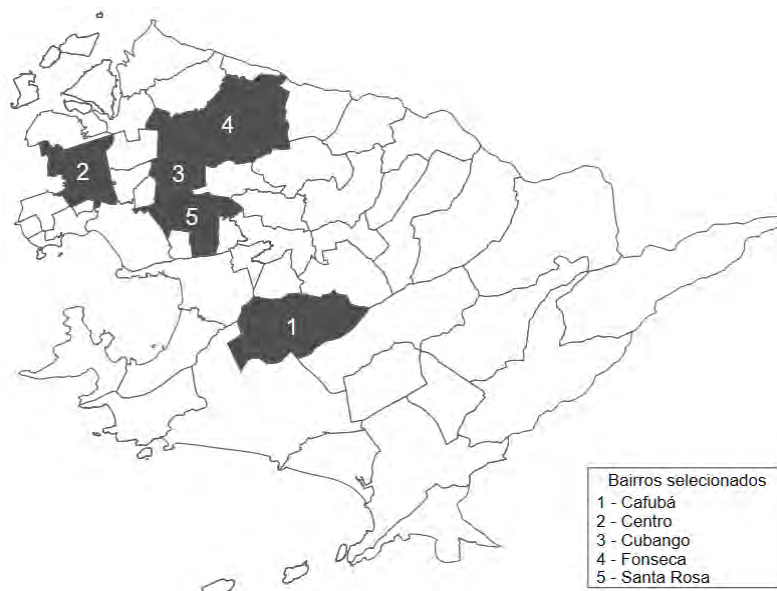 4
2
3
5
1
Bairros selecionados
1 - Cafubá
2 - Centro
3 - Cubango
4 - Fonseca
5 - Santa Rosa